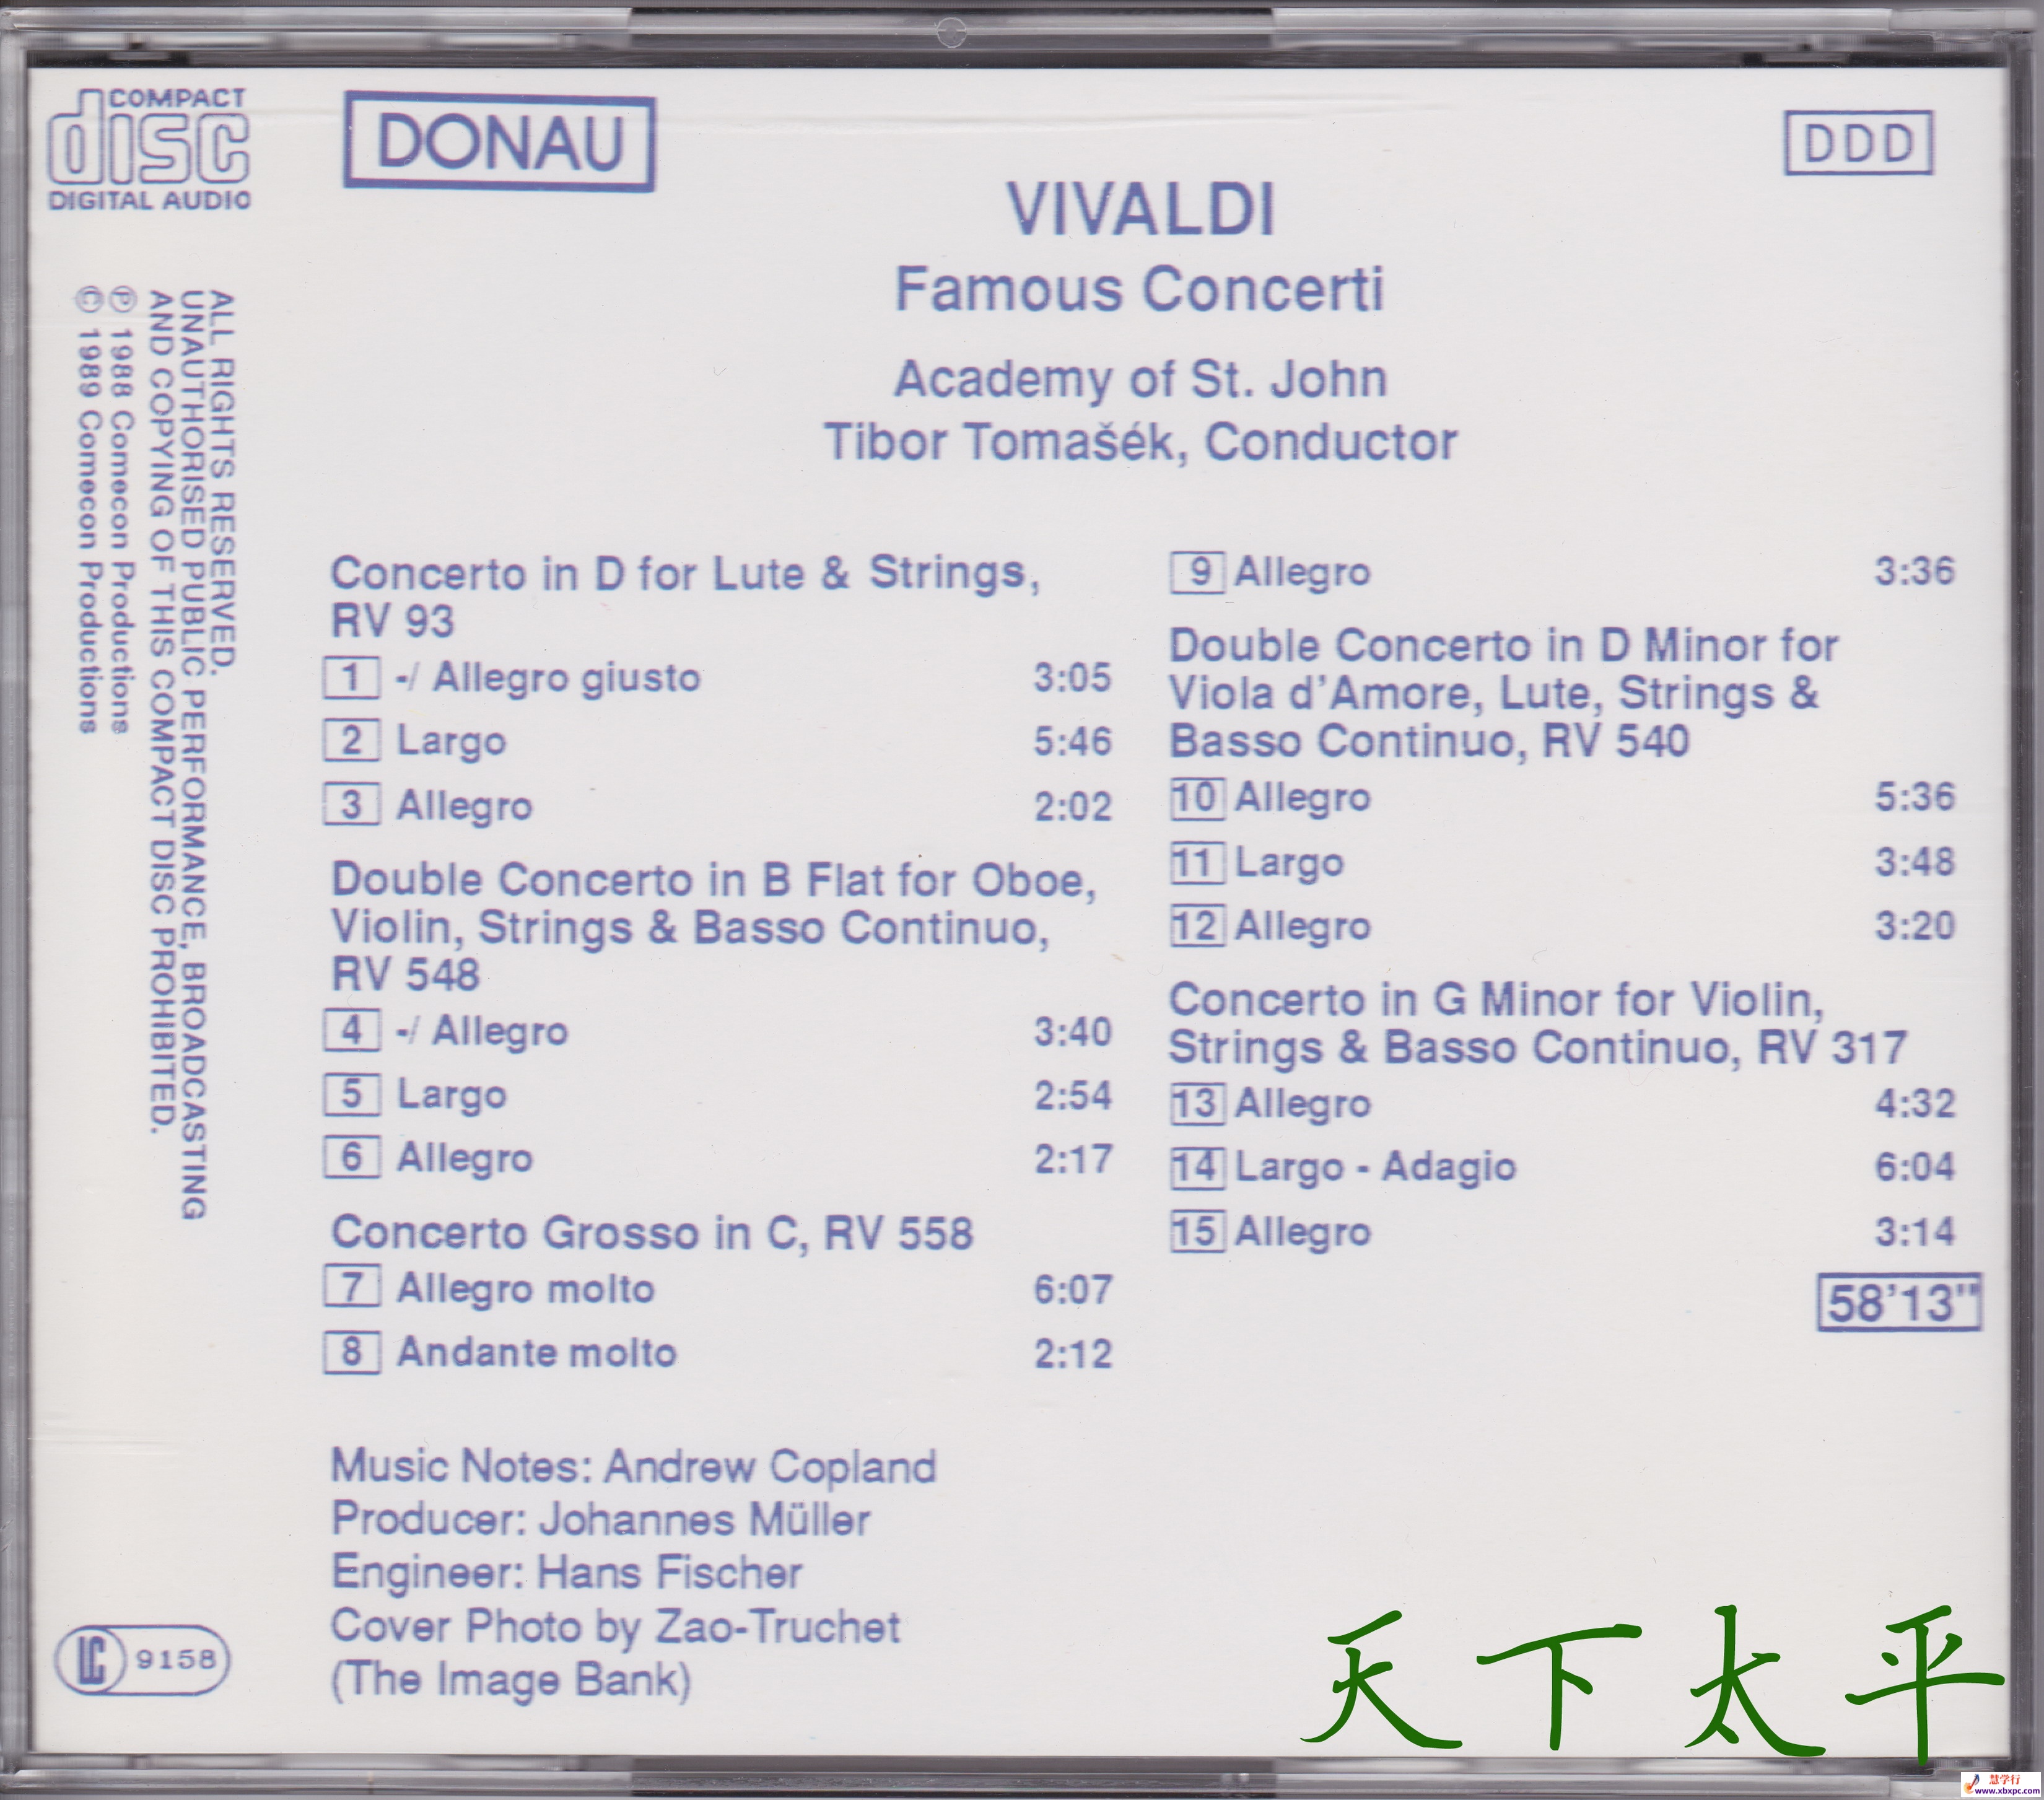 COMPACT
disc
DIGITAL AUDIO
DONAU
DDD
VIVALDI
Famous Concerti
Academy of St. John
Tibor Tomašék, Conductor
ALL RIGHTS RESERVED.
UNAUTHORISED PUBLIC PERFORMANCE, BROADCASTING
AND COPYING OF THIS COMPACT DISC PROHIBITED.
Ⓟ 1988 Comecon Productions
© 1989 Comecon Productions
Concerto in D for Lute & Strings,
RV 93
1 -/ Allegro giusto 3:05
2 Largo 5:46
3 Allegro 2:02
Double Concerto in B Flat for Oboe,
Violin, Strings & Basso Continuo,
RV 548
4 -/ Allegro 3:40
5 Largo 2:54
6 Allegro 2:17
Concerto Grosso in C, RV 558
7 Allegro molto 6:07
8 Andante molto 2:12
9 Allegro 3:36
Double Concerto in D Minor for
Viola d'Amore, Lute, Strings &
Basso Continuo, RV 540
10 Allegro 5:36
11 Largo 3:48
12 Allegro 3:20
Concerto in G Minor for Violin,
Strings & Basso Continuo, RV 317
13 Allegro 4:32
14 Largo - Adagio 6:04
15 Allegro 3:14
58'13"
Music Notes: Andrew Copland
Producer: Johannes Müller
Engineer: Hans Fischer
Cover Photo by Zao-Truchet
(The Image Bank)
LC 9158
天下太平
慧学行
www.xbxpc.com